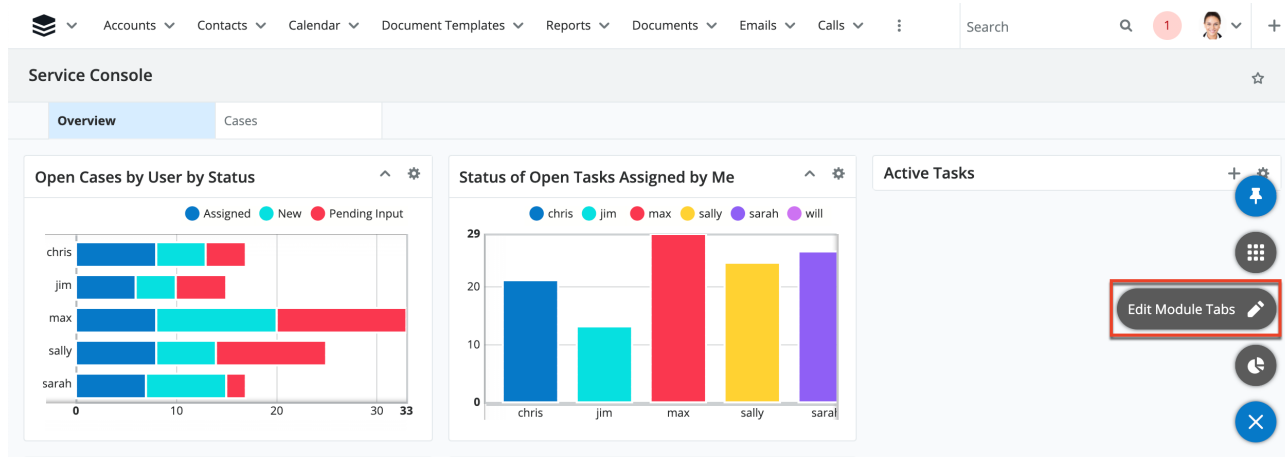 Accounts Contacts Calendar Document Templates Reports Documents Emails Calls Search 1
Service Console
Overview Cases
Open Cases by User by Status
Assigned New Pending Input
chris
jim
max
sally
sarah
0 10 20 30 33
Status of Open Tasks Assigned by Me
chris jim max sally sarah will
29
20
10
0
chris jim max sally saral
Active Tasks
Edit Module Tabs